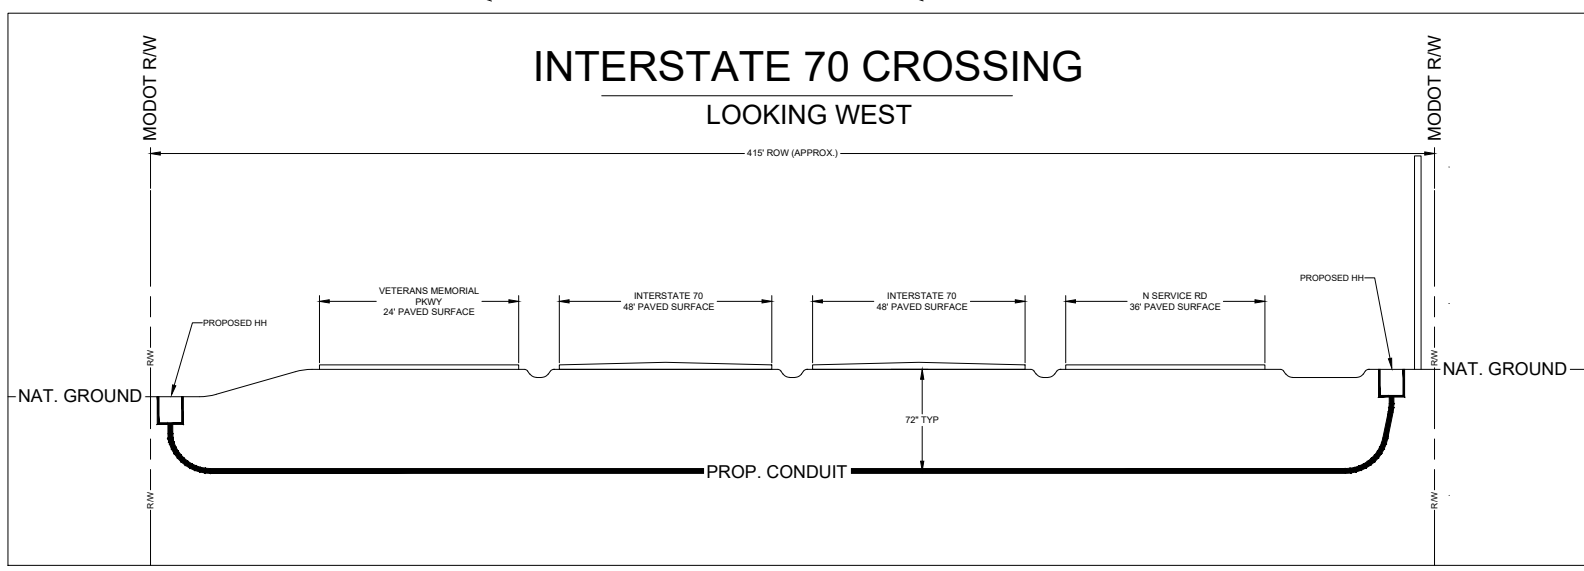 INTERSTATE 70 CROSSING
LOOKING WEST
MODOT R/W
MODOT R/W
415' ROW (APPROX.)
VETERANS MEMORIAL
PKWY
24' PAVED SURFACE
INTERSTATE 70
48' PAVED SURFACE
INTERSTATE 70
48' PAVED SURFACE
N SERVICE RD
36' PAVED SURFACE
PROPOSED HH
PROPOSED HH
R/W
R/W
NAT. GROUND
NAT. GROUND
72" TYP
PROP. CONDUIT
R/W
R/W